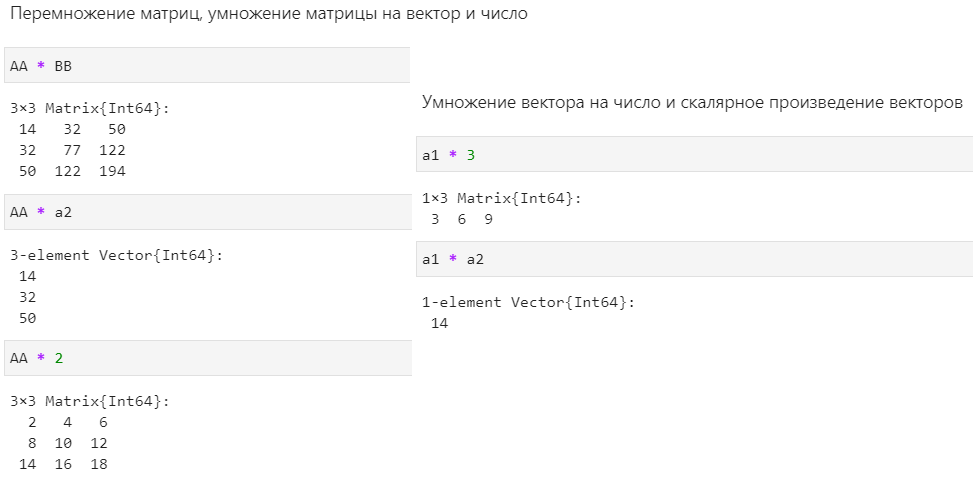 Перемножение матриц, умножение матрицы на вектор и число
AA * BB
3×3 Matrix{Int64}:
14 32 50
32 77 122
50 122 194
AA * a2
3-element Vector{Int64}:
14
32
50
AA * 2
3×3 Matrix{Int64}:
2 4 6
8 10 12
14 16 18
Умножение вектора на число и скалярное произведение векторов
a1 * 3
1×3 Matrix{Int64}:
3 6 9
a1 * a2
1-element Vector{Int64}:
14